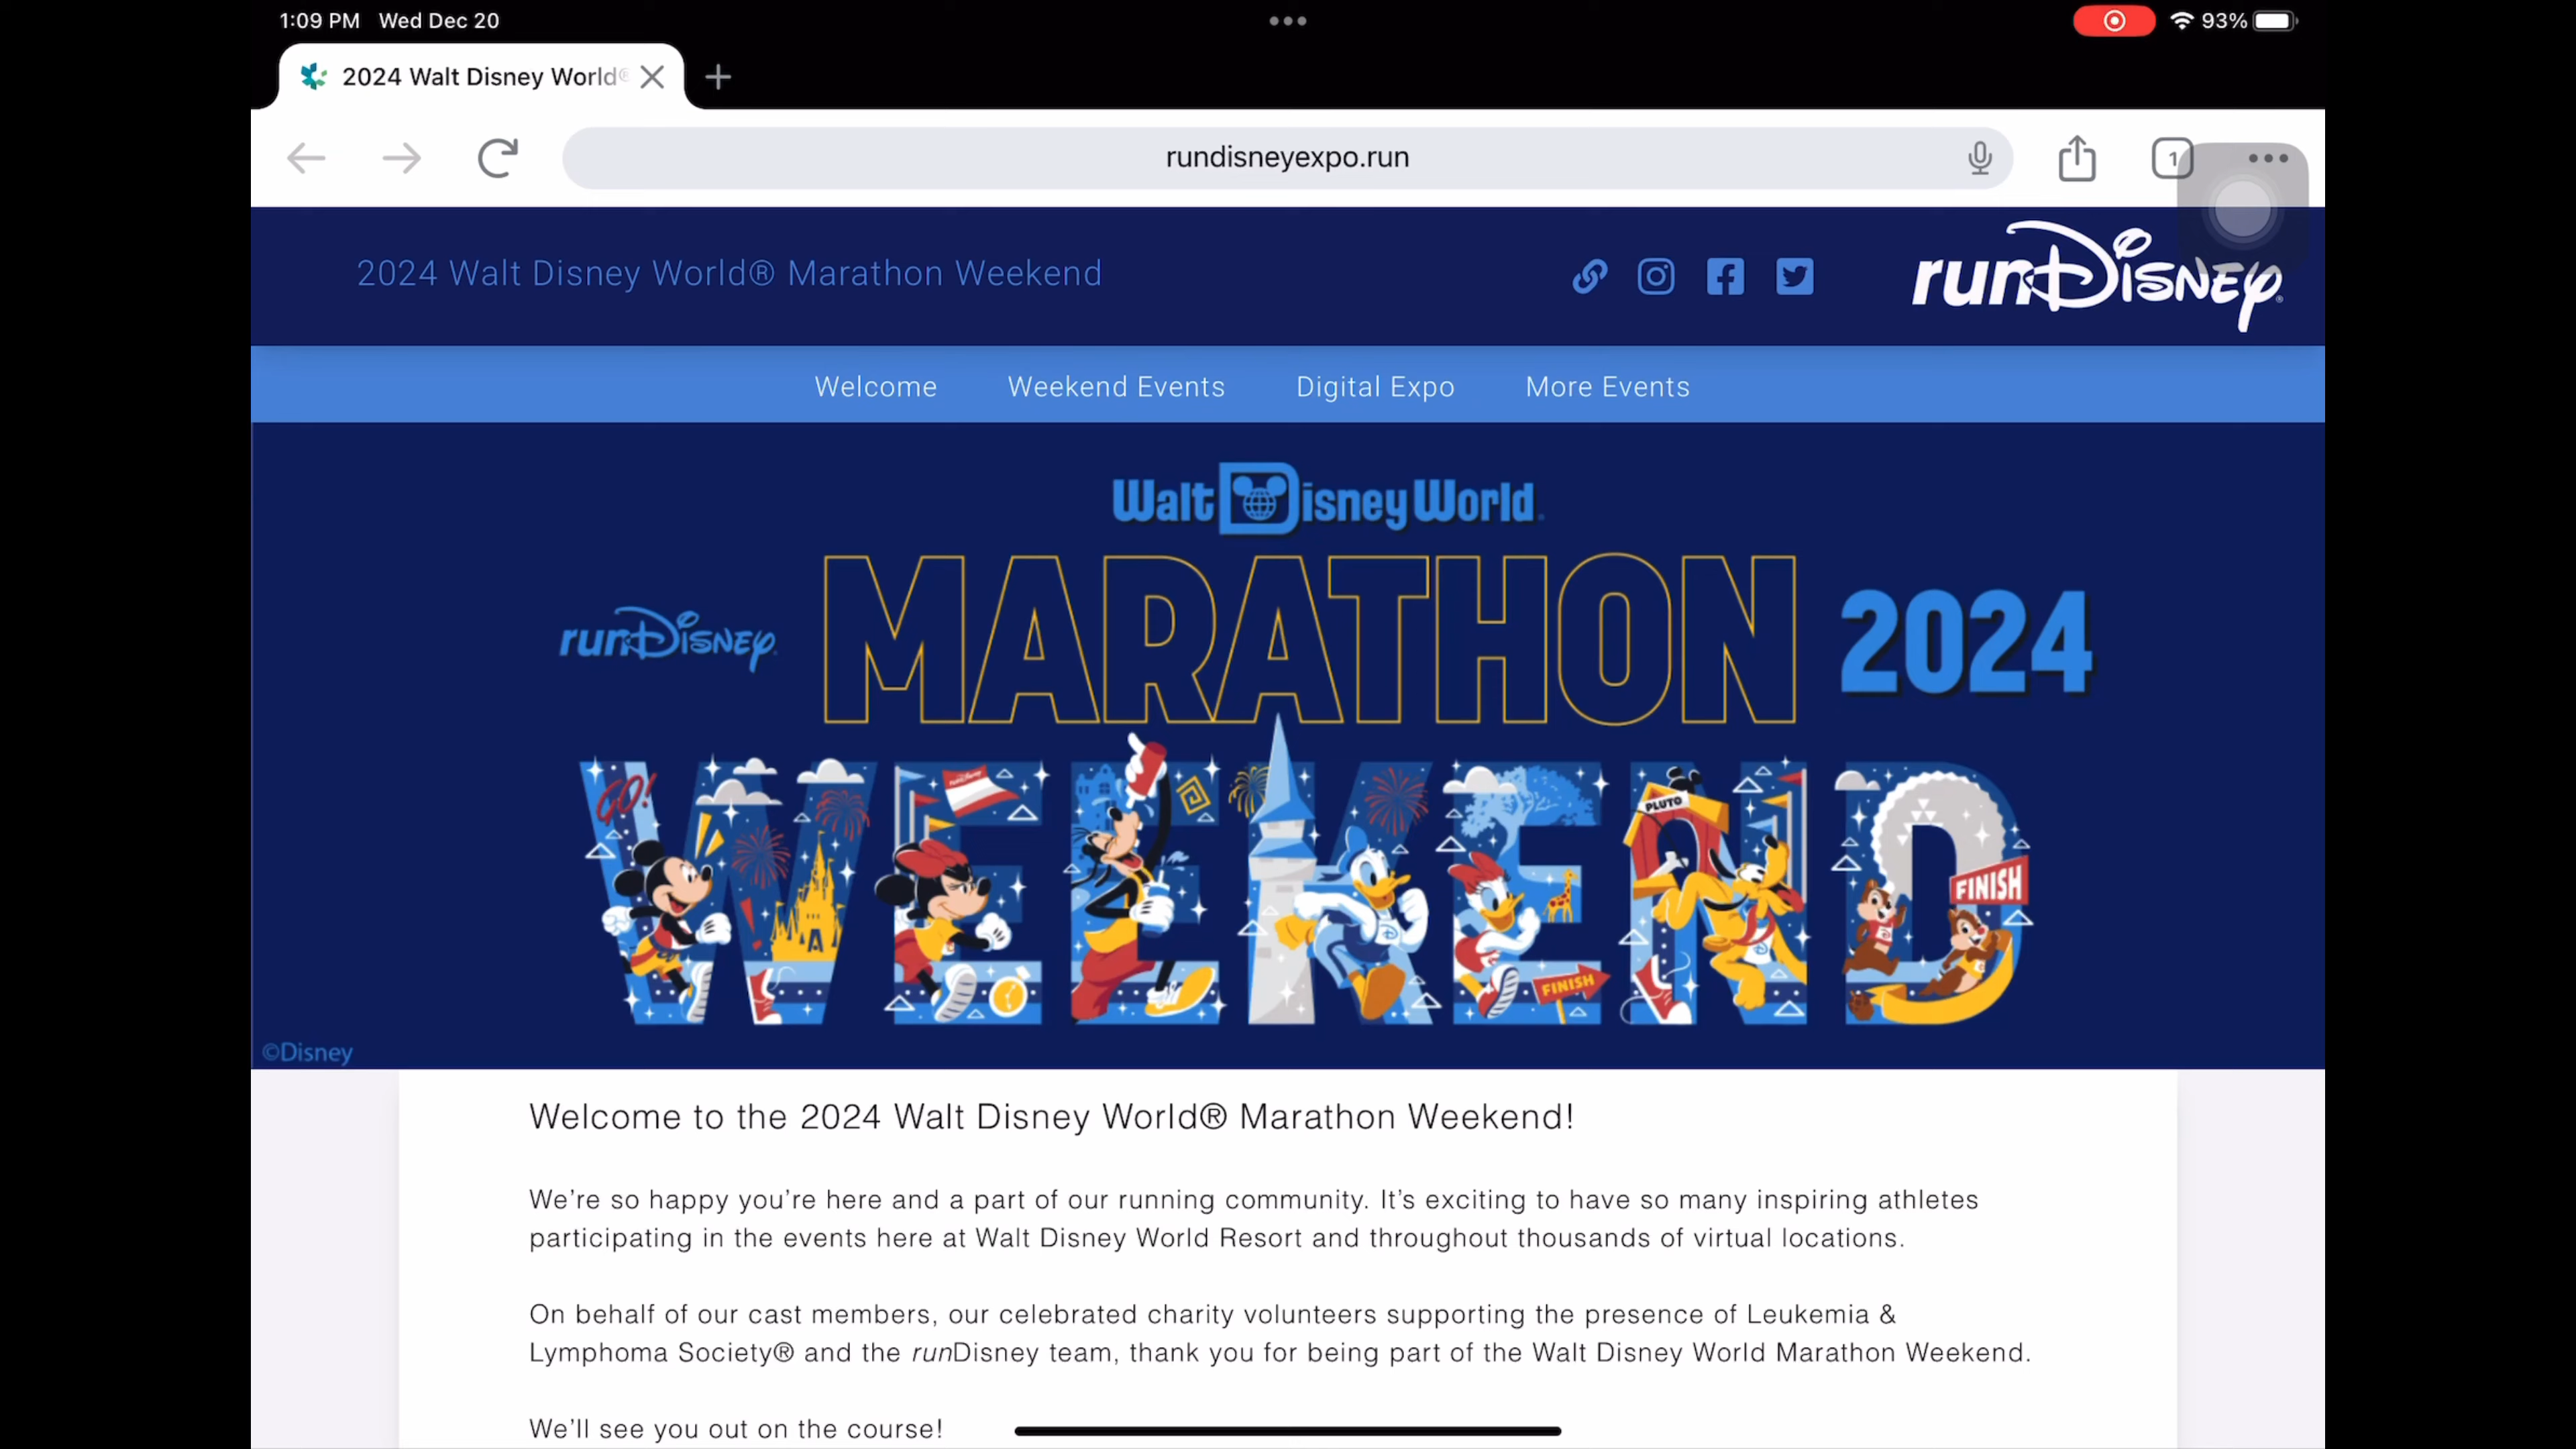 1:09 PM Wed Dec 20
93%
2024 Walt Disney World®
rundisneyexpo.run
1
2024 Walt Disney World® Marathon Weekend
runDisney
Welcome Weekend Events Digital Expo More Events
Walt Disney World
MARATHON
runDisney
2024
WEEKEND
GO!
PLUTO
FINISH
FINISH
©Disney
Welcome to the 2024 Walt Disney World® Marathon Weekend!
We're so happy you're here and a part of our running community. It's exciting to have so many inspiring athletes
participating in the events here at Walt Disney World Resort and throughout thousands of virtual locations.
On behalf of our cast members, our celebrated charity volunteers supporting the presence of Leukemia &
Lymphoma Society® and the runDisney team, thank you for being part of the Walt Disney World Marathon Weekend.
We'll see you out on the course!